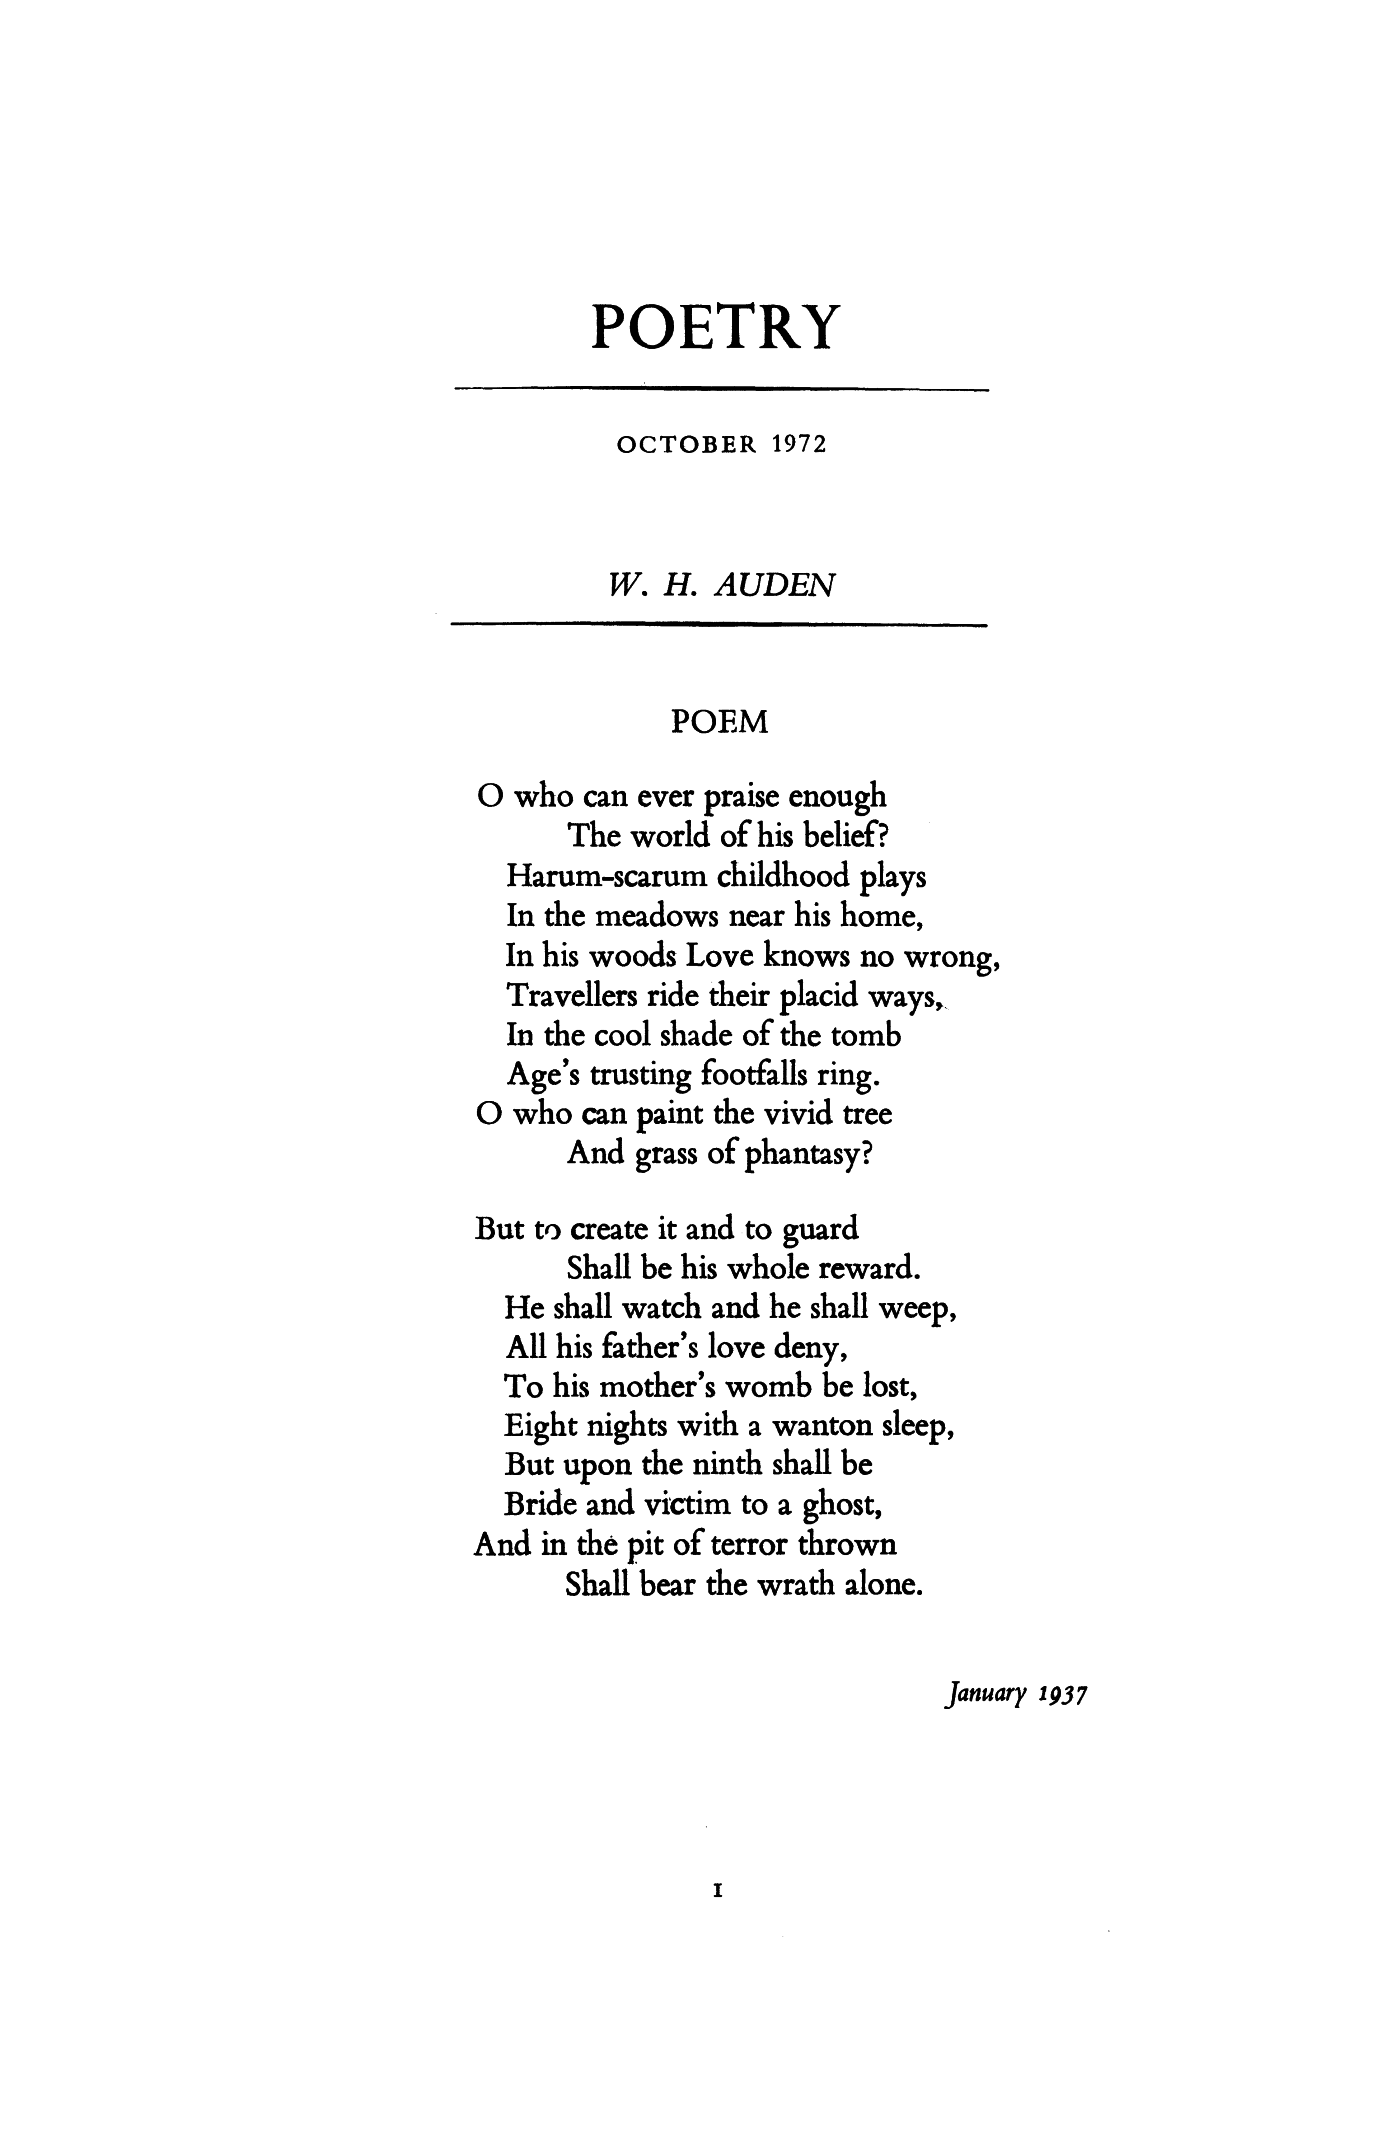 POETRY
OCTOBER 1972
W. H. AUDEN
POEM
O who can ever praise enough
The world of his belief?
Harum-scarum childhood plays
In the meadows near his home,
In his woods Love knows no wrong,
Travellers ride their placid ways,
In the cool shade of the tomb
Age's trusting footfalls ring.
O who can paint the vivid tree
And grass of phantasy?
But to create it and to guard
Shall be his whole reward.
He shall watch and he shall weep,
All his father's love deny,
To his mother's womb be lost,
Eight nights with a wanton sleep,
But upon the ninth shall be
Bride and victim to a ghost,
And in the pit of terror thrown
Shall bear the wrath alone.
January 1937
1